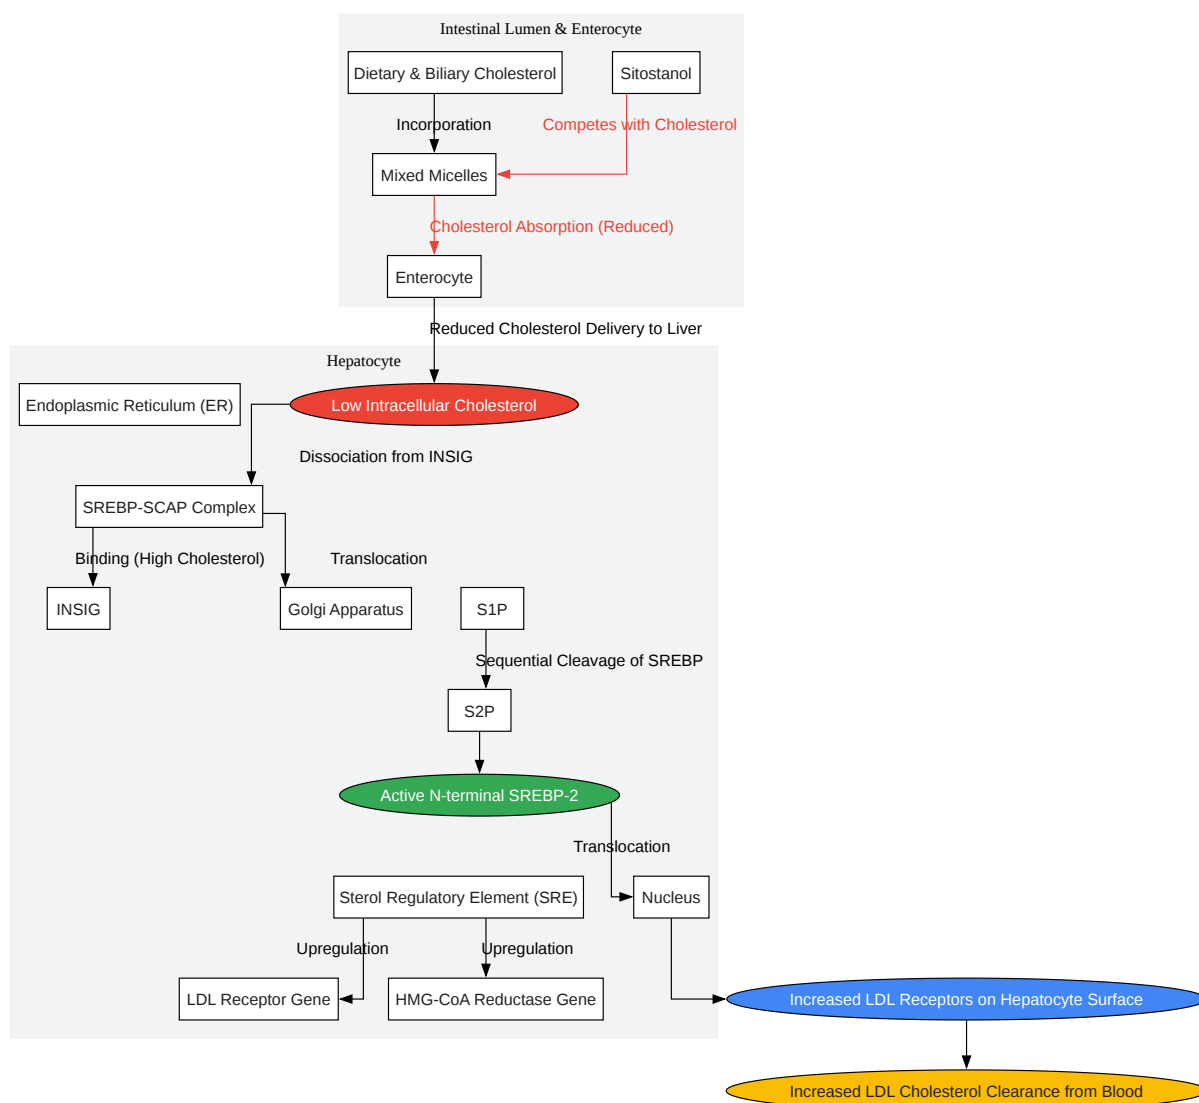 Intestinal Lumen & Enterocyte
Dietary & Biliary Cholesterol
Sitostanol
Incorporation
Competes with Cholesterol
Mixed Micelles
Cholesterol Absorption (Reduced)
Enterocyte
Reduced Cholesterol Delivery to Liver
Hepatocyte
Endoplasmic Reticulum (ER)
Low Intracellular Cholesterol
Dissociation from INSIG
SREBP-SCAP Complex
Binding (High Cholesterol)
Translocation
INSIG
Golgi Apparatus
S1P
Sequential Cleavage of SREBP
S2P
Active N-terminal SREBP-2
Translocation
Sterol Regulatory Element (SRE)
Nucleus
Upregulation
Upregulation
LDL Receptor Gene
HMG-CoA Reductase Gene
Increased LDL Receptors on Hepatocyte Surface
Increased LDL Cholesterol Clearance from Blood